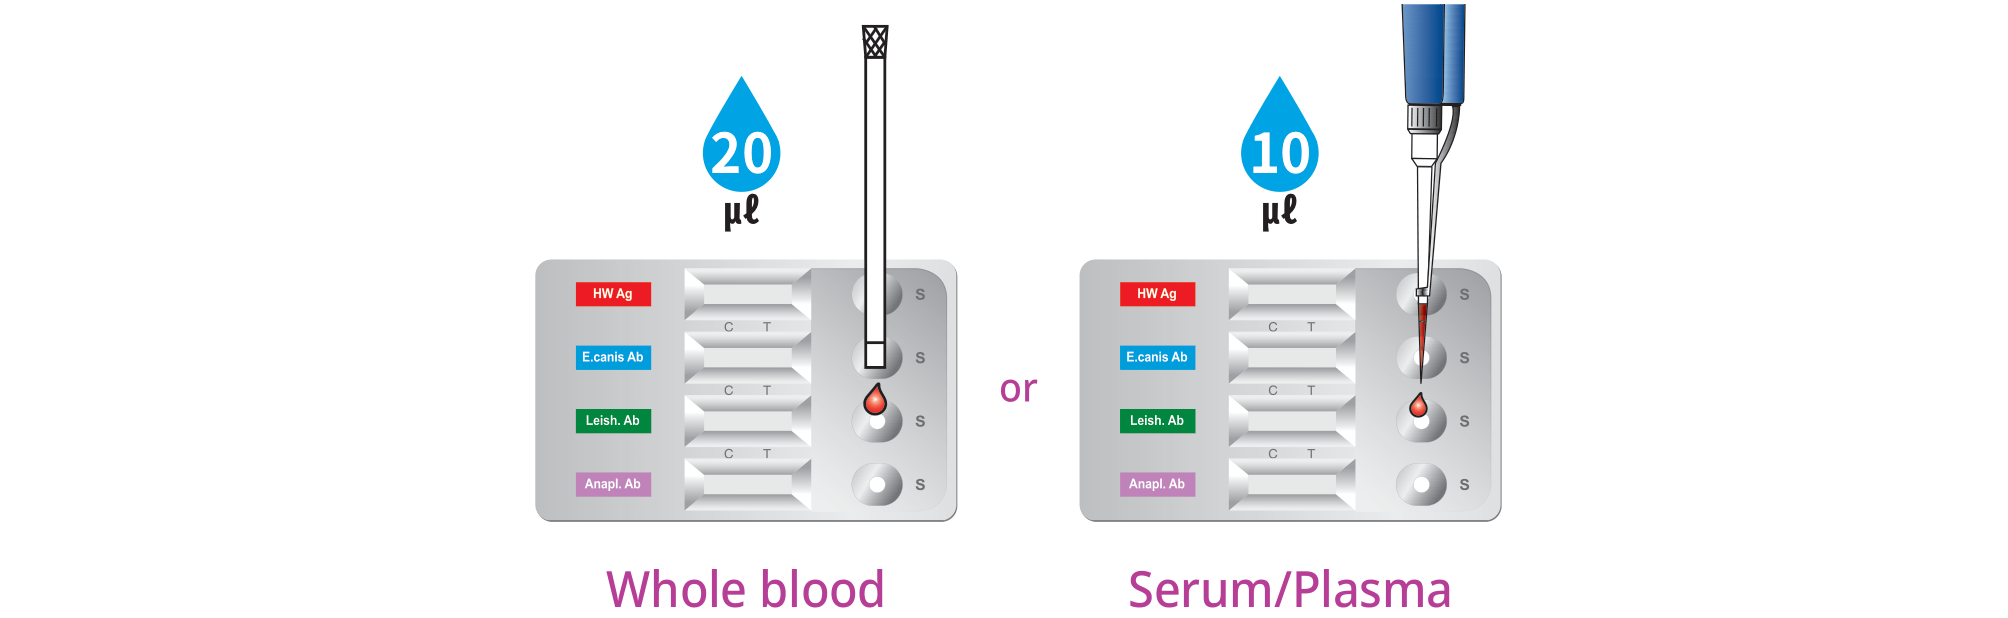 20
µℓ
HW Ag
S
C T
E.canis Ab
S
C T
Leish. Ab
S
C T
Anapl. Ab
S
Whole blood
or
10
µℓ
HW Ag
S
C T
E.canis Ab
S
C T
Leish. Ab
S
C T
Anapl. Ab
S
Serum/Plasma